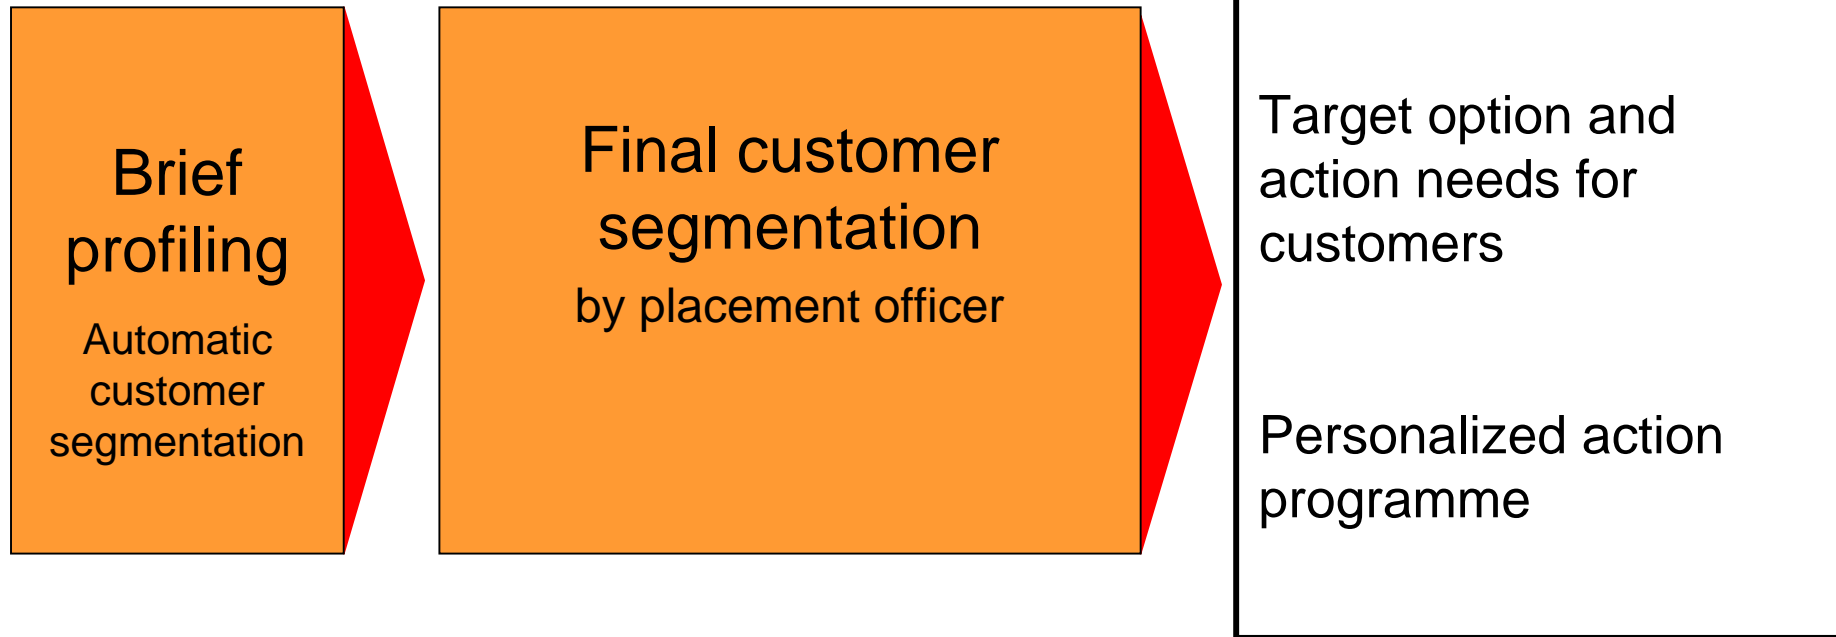 Brief
profiling
Automatic
customer
segmentation
Final customer
segmentation
by placement officer
Target option and
action needs for
customers
Personalized action
programme